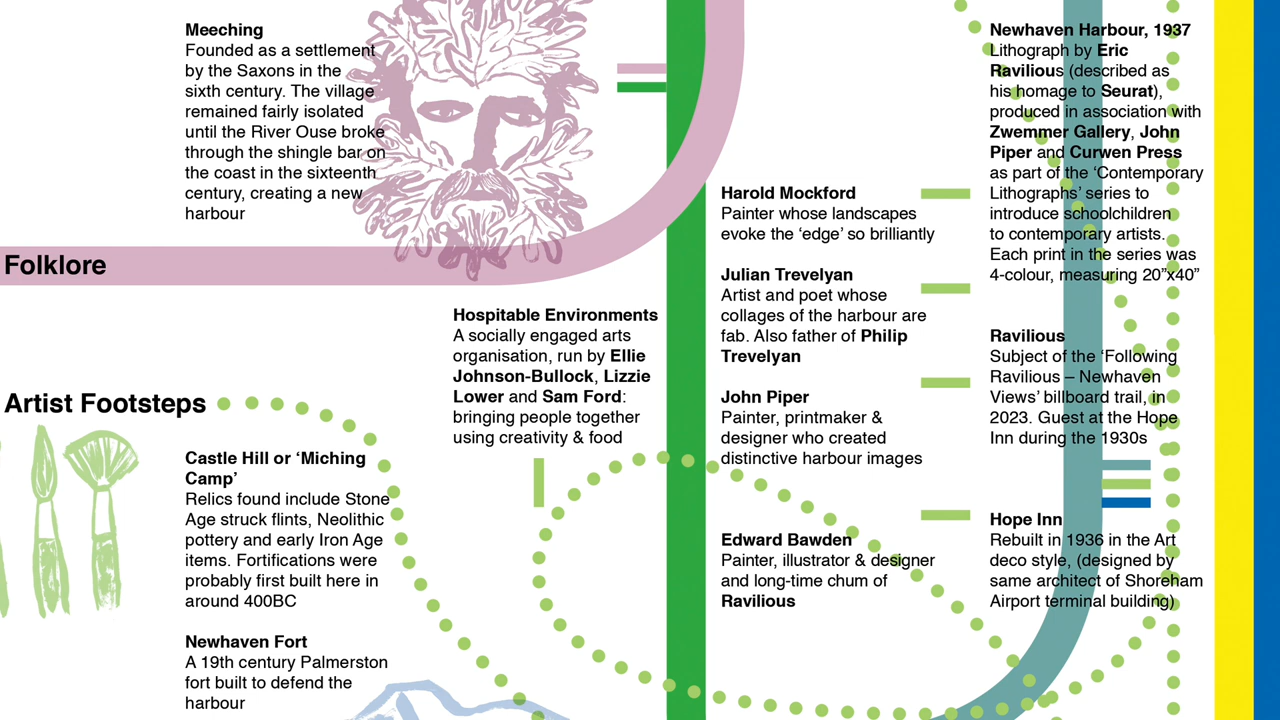 Meeching
Founded as a settlement
by the Saxons in the
sixth century. The village
remained fairly isolated
until the River Ouse broke
through the shingle bar on
the coast in the sixteenth
century, creating a new
harbour
Folklore
Artist Footsteps
Castle Hill or ‘Miching
Camp’
Relics found include Stone
Age struck flints, Neolithic
pottery and early Iron Age
items. Fortifications were
probably first built here in
around 400BC
Newhaven Fort
A 19th century Palmerston
fort built to defend the
harbour
Hospitable Environments
A socially engaged arts
organisation, run by Ellie
Johnson-Bullock, Lizzie
Lower and Sam Ford:
bringing people together
using creativity & food
Harold Mockford
Painter whose landscapes
evoke the ‘edge’ so brilliantly
Julian Trevelyan
Artist and poet whose
collages of the harbour are
fab. Also father of Philip
Trevelyan
John Piper
Painter, printmaker &
designer who created
distinctive harbour images
Edward Bawden
Painter, illustrator & designer
and long-time chum of
Ravilious
Newhaven Harbour, 1937
Lithograph by Eric
Ravilious (described as
his homage to Seurat),
produced in association with
Zwemmer Gallery, John
Piper and Curwen Press
as part of the ‘Contemporary
Lithographs’ series to
introduce schoolchildren
to contemporary artists.
Each print in the series was
4-colour, measuring 20”x40”
Ravilious
Subject of the ‘Following
Ravilious – Newhaven
Views’ billboard trail, in
2023. Guest at the Hope
Inn during the 1930s
Hope Inn
Rebuilt in 1936 in the Art
deco style, (designed by
same architect of Shoreham
Airport terminal building)